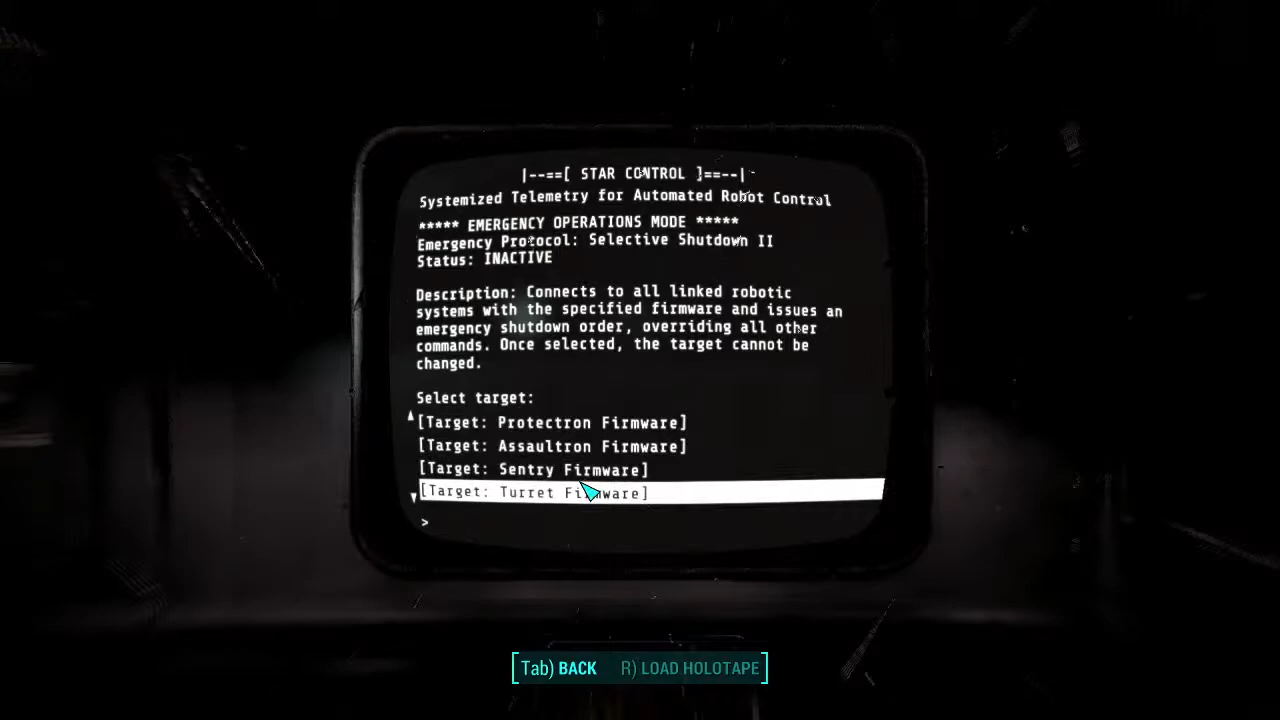 |--==[ STAR CONTROL ]==--|
Systemized Telemetry for Automated Robot Control
***** EMERGENCY OPERATIONS MODE *****
Emergency Protocol: Selective Shutdown II
Status: INACTIVE
Description: Connects to all linked robotic
systems with the specified firmware and issues an
emergency shutdown order, overriding all other
commands. Once selected, the target cannot be
changed.
Select target:
[Target: Protectron Firmware]
[Target: Assaultron Firmware]
[Target: Sentry Firmware]
[Target: Turret Firmware]
>
Tab) BACK R) LOAD HOLOTAPE